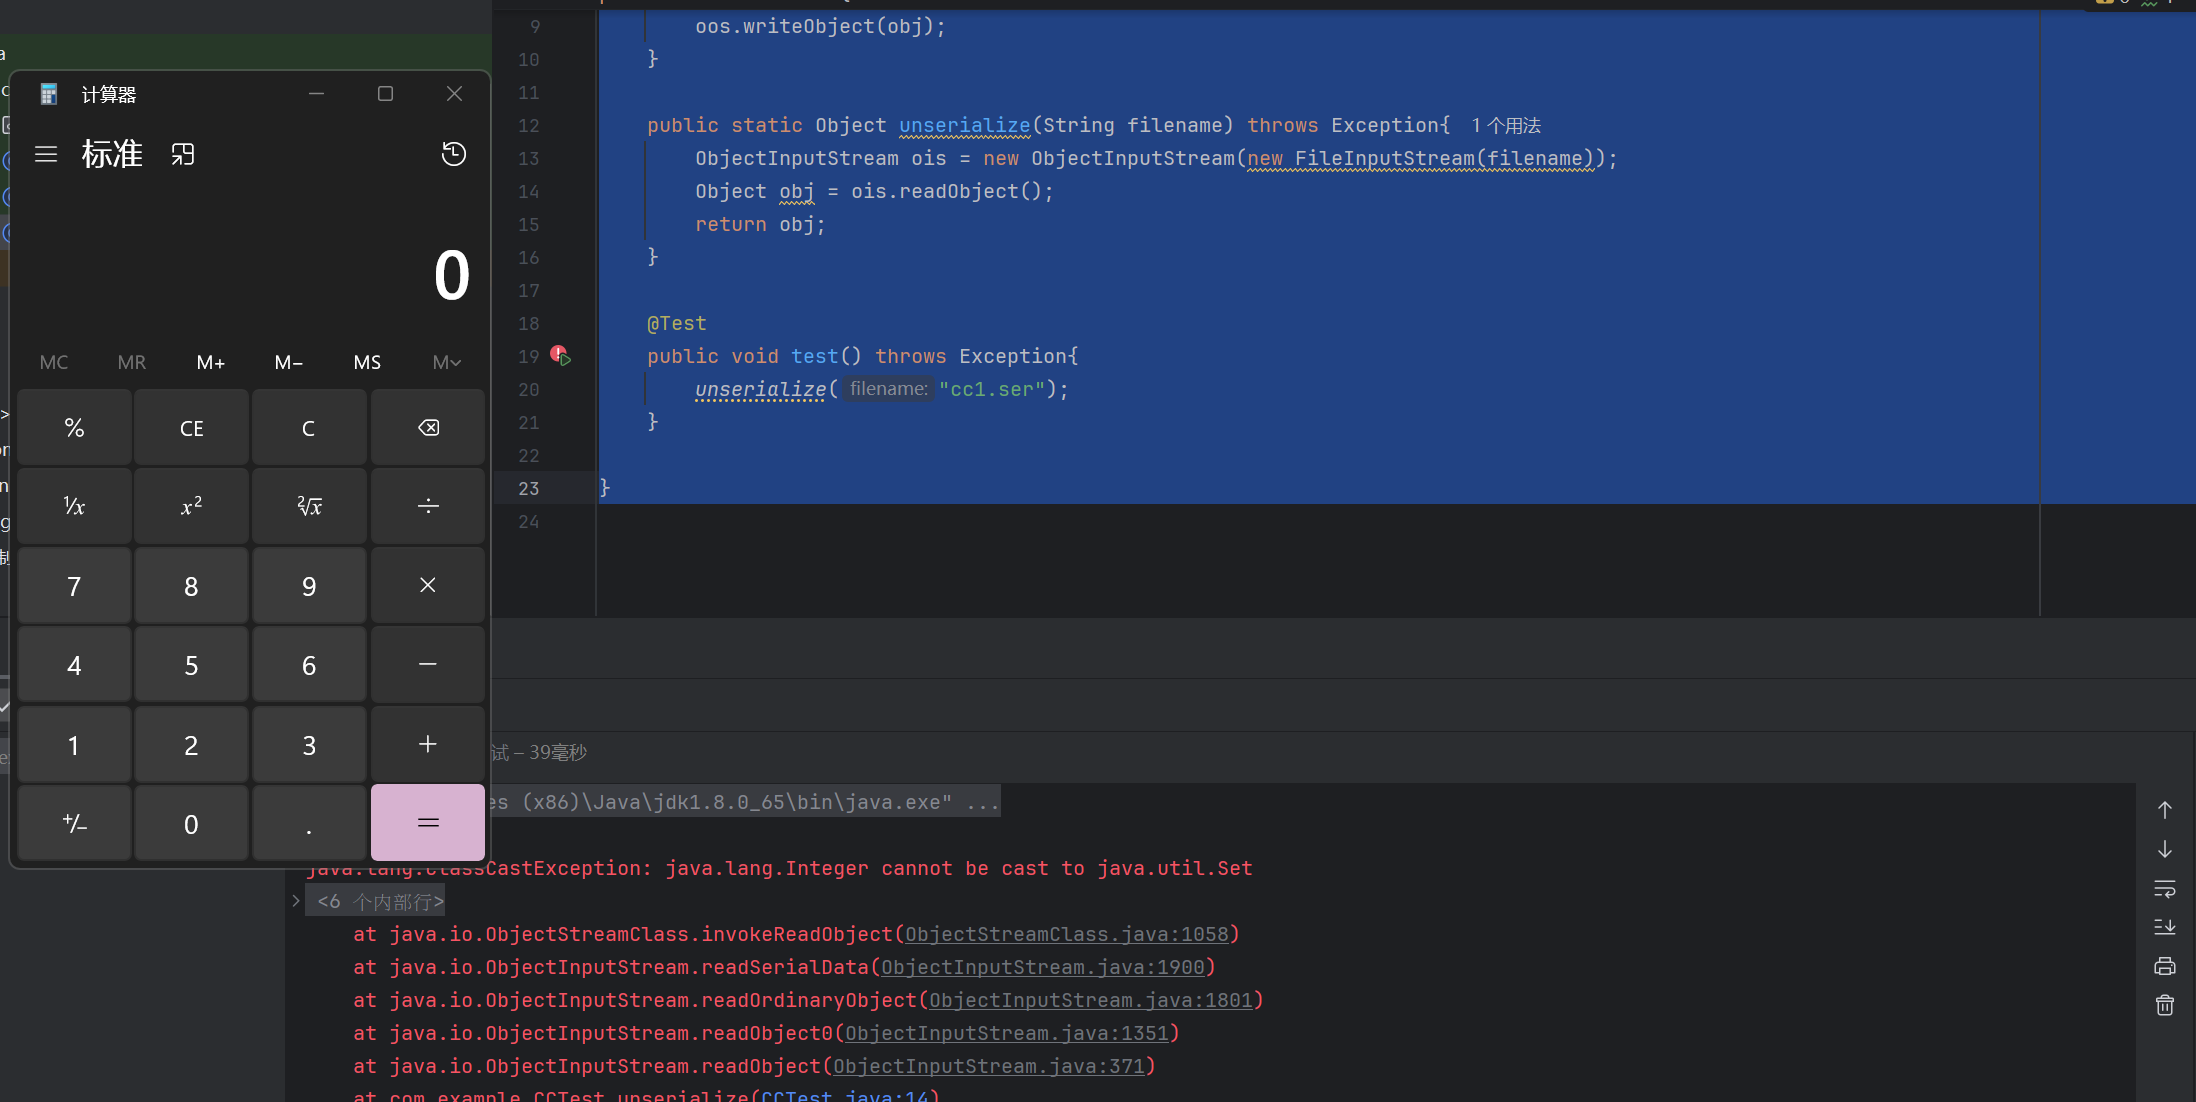 计算器
标准
0
MC MR M+ M− MS M
% CE C
⅟x x² ²√x ÷
7 8 9 ×
4 5 6 −
1 2 3 +
+/− 0 . =
9 oos.writeObject(obj);
10 }
11
12 public static Object unserialize(String filename) throws Exception{ 1 个用法
13 ObjectInputStream ois = new ObjectInputStream(new FileInputStream(filename));
14 Object obj = ois.readObject();
15 return obj;
16 }
17
18 @Test
19 public void test() throws Exception{
20 unserialize( filename: "cc1.ser");
21 }
22
23 }
24
试 – 39毫秒
es (x86)\Java\jdk1.8.0_65\bin\java.exe" ...
java.lang.ClassCastException: java.lang.Integer cannot be cast to java.util.Set
<6 个内部行>
at java.io.ObjectStreamClass.invokeReadObject(ObjectStreamClass.java:1058)
at java.io.ObjectInputStream.readSerialData(ObjectInputStream.java:1900)
at java.io.ObjectInputStream.readOrdinaryObject(ObjectInputStream.java:1801)
at java.io.ObjectInputStream.readObject0(ObjectInputStream.java:1351)
at java.io.ObjectInputStream.readObject(ObjectInputStream.java:371)
at com.example.CCTest.unserialize(CCTest.java:14)